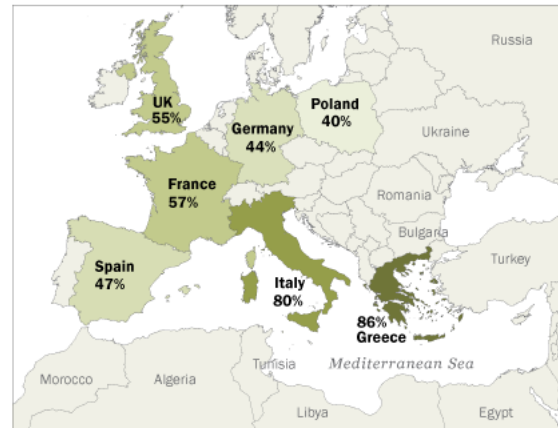 Russia
UK
55%
Poland
40%
Germany
44%
Ukraine
France
57%
Romania
Bulgaria
Spain
47%
Italy
80%
Turkey
86%
Greece
Tunisia
Mediterranean Sea
Morocco
Algeria
Libya
Egypt